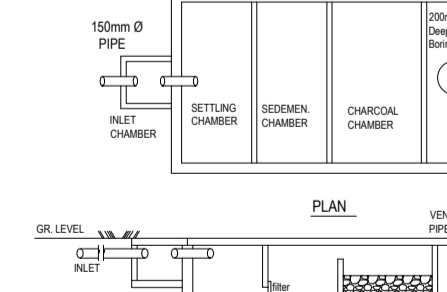 150mm Ø
PIPE
200m
Deep
Borin
INLET
CHAMBER
SETTLING
CHAMBER
SEDEMEN.
CHAMBER
CHARCOAL
CHAMBER
PLAN
GR. LEVEL
VEN
PIPE
INLET
filter